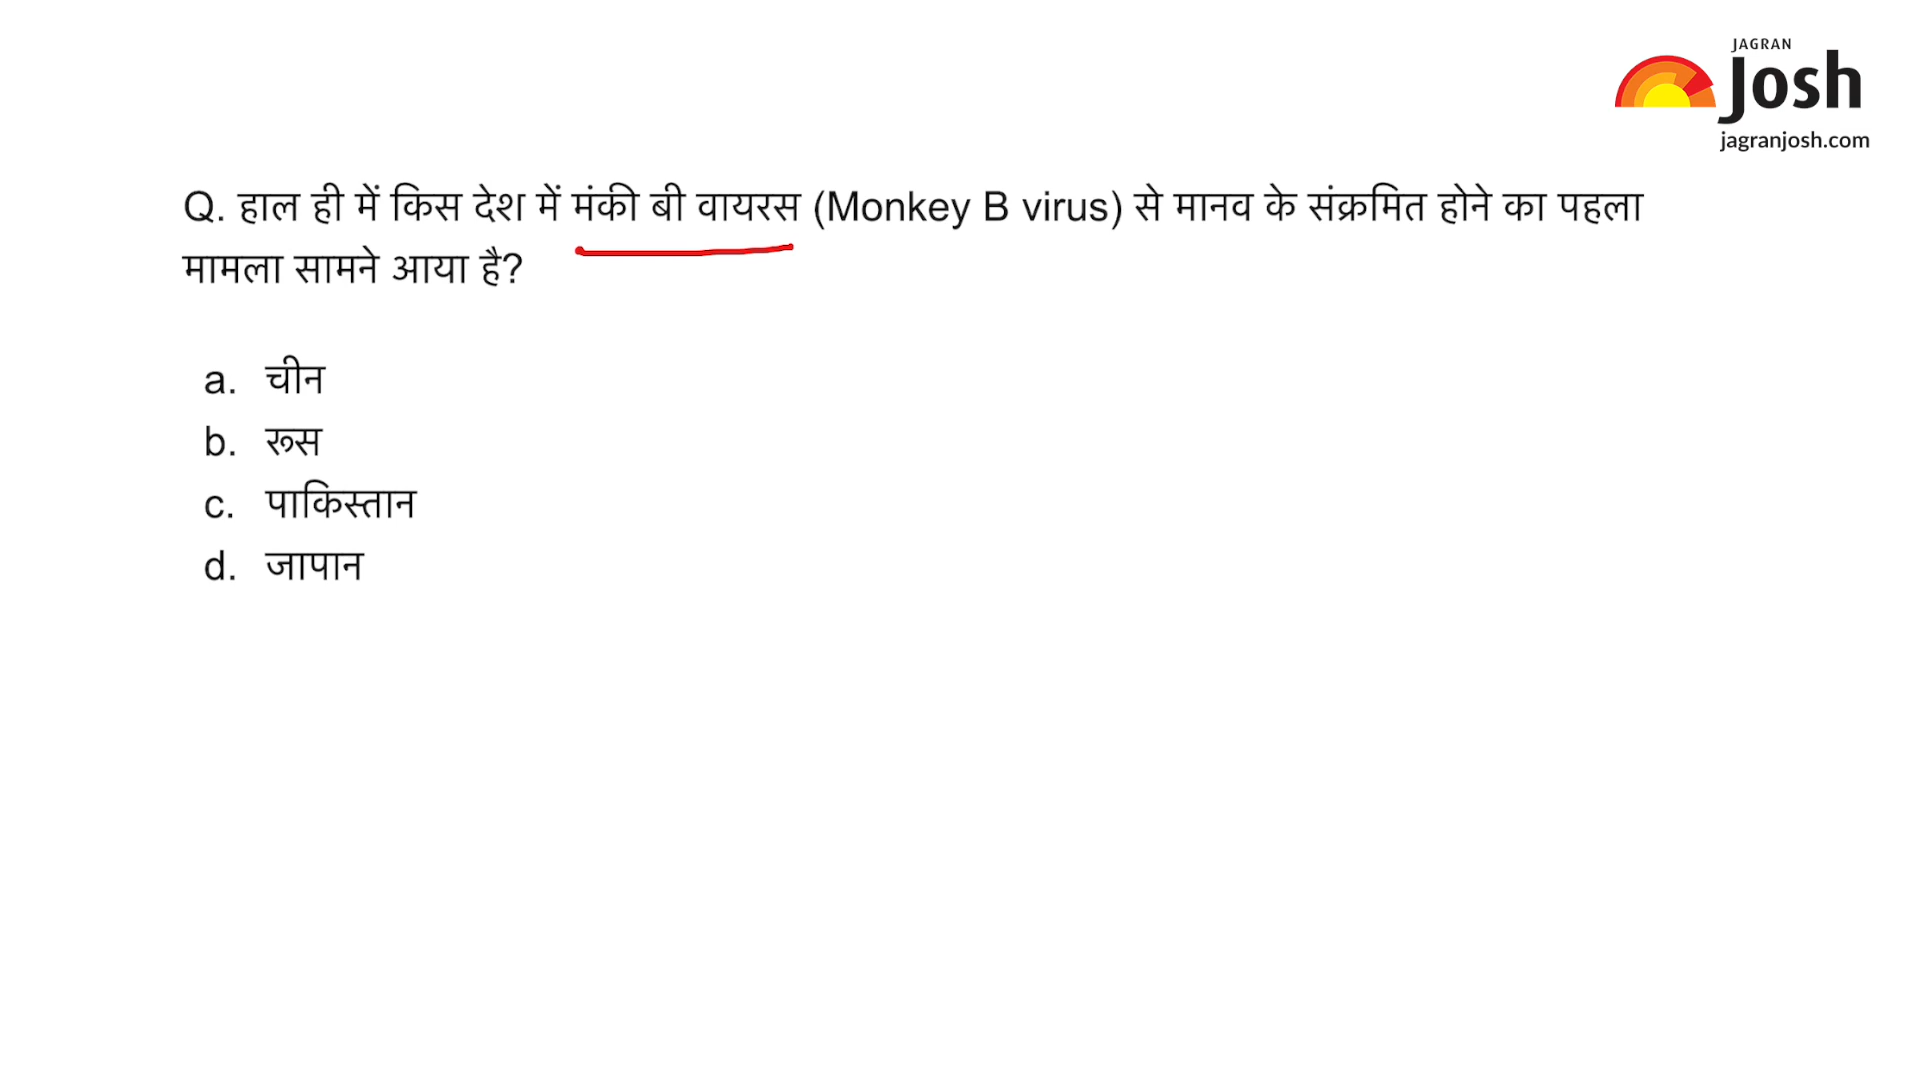 JAGRAN
Josh
jagranjosh.com
Q. हाल ही में किस देश में मंकी बी वायरस (Monkey B virus) से मानव के संक्रमित होने का पहला
मामला सामने आया है?
a. चीन
b. रूस
c. पाकिस्तान
d. जापान